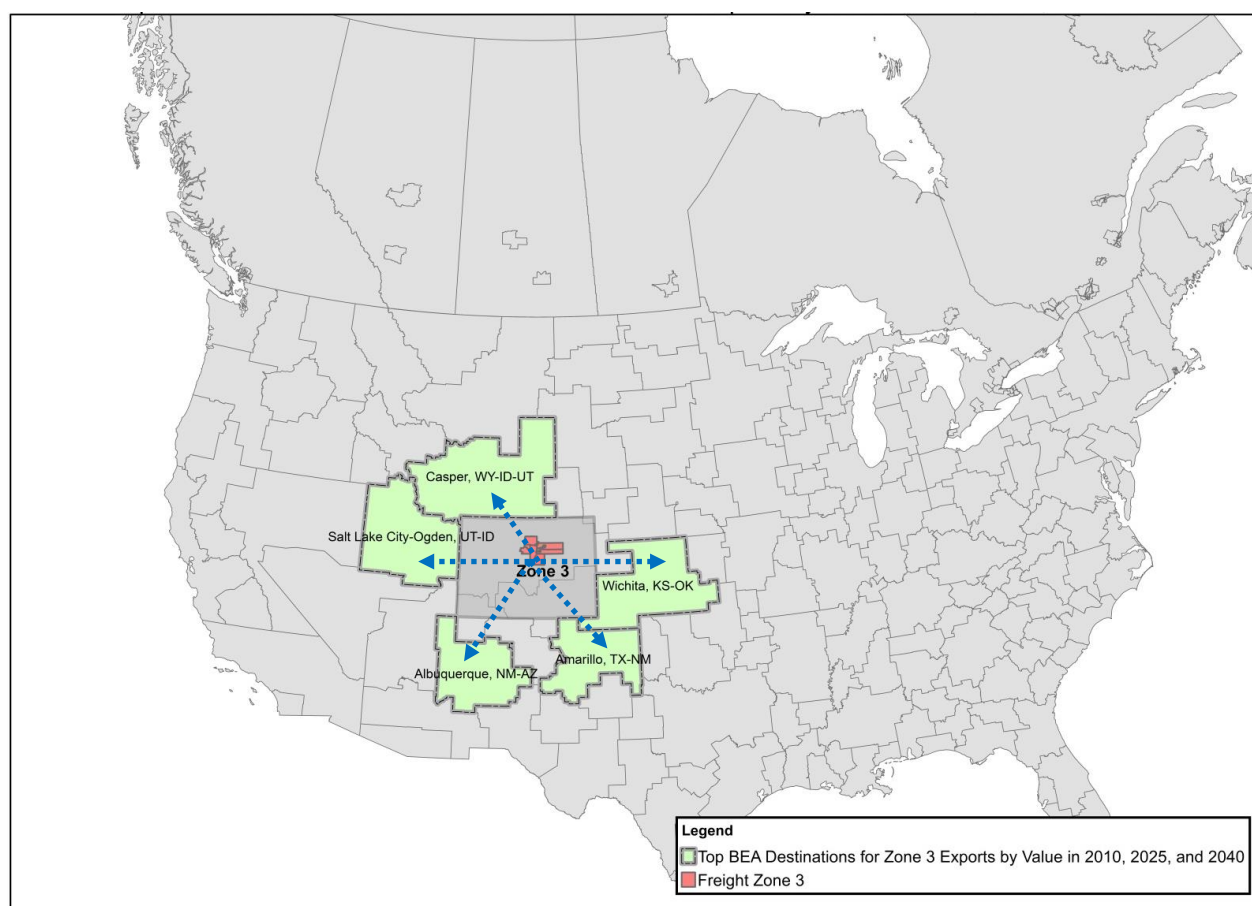 Casper, WY-ID-UT
Salt Lake City-Ogden, UT-ID
Zone 3
Wichita, KS-OK
Amarillo, TX-NM
Albuquerque, NM-AZ
Legend
Top BEA Destinations for Zone 3 Exports by Value in 2010, 2025, and 2040
Freight Zone 3